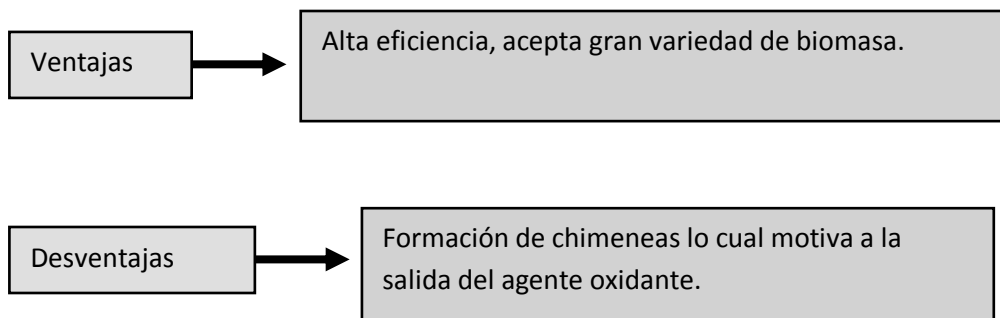 Ventajas
Alta eficiencia, acepta gran variedad de biomasa.
Desventajas
Formación de chimeneas lo cual motiva a la
salida del agente oxidante.